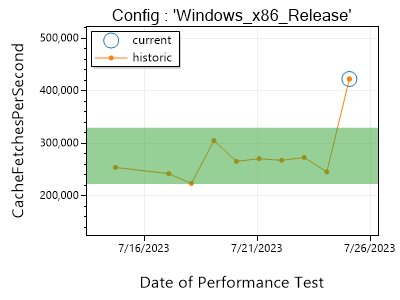 Config : 'Windows_x86_Release'
current
historic
500,000
400,000
300,000
200,000
CacheFetchesPerSecond
7/16/2023
7/21/2023
7/26/2023
Date of Performance Test